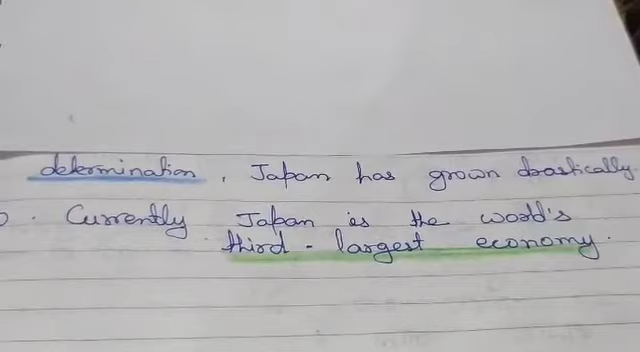 determination, Japan has grown drastically.
. Currently Japan is the world's
third-largest economy.